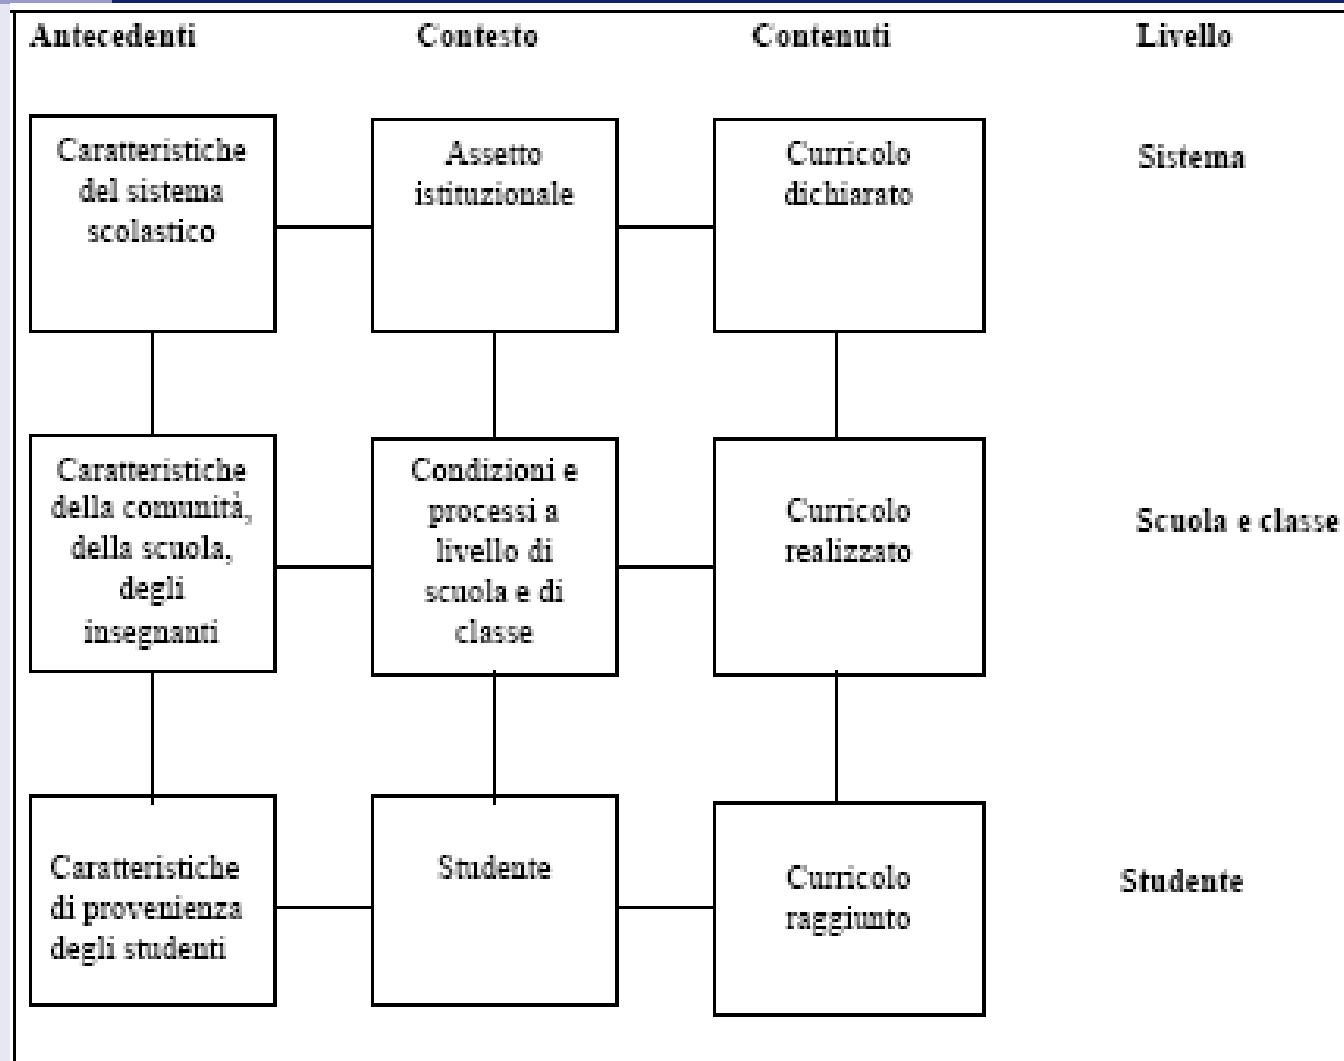 Antecedenti Contesto Contenuti Livello
Caratteristiche
del sistema
scolastico
Assetto
istituzionale
Curricolo
dichiarato
Sistema
Caratteristiche
della comunità,
della scuola,
degli
insegnanti
Condizioni e
processi a
livello di
scuola e di
classe
Curricolo
realizzato
Scuola e classe
Caratteristiche
di provenienza
degli studenti
Studente
Curricolo
raggiunto
Studente